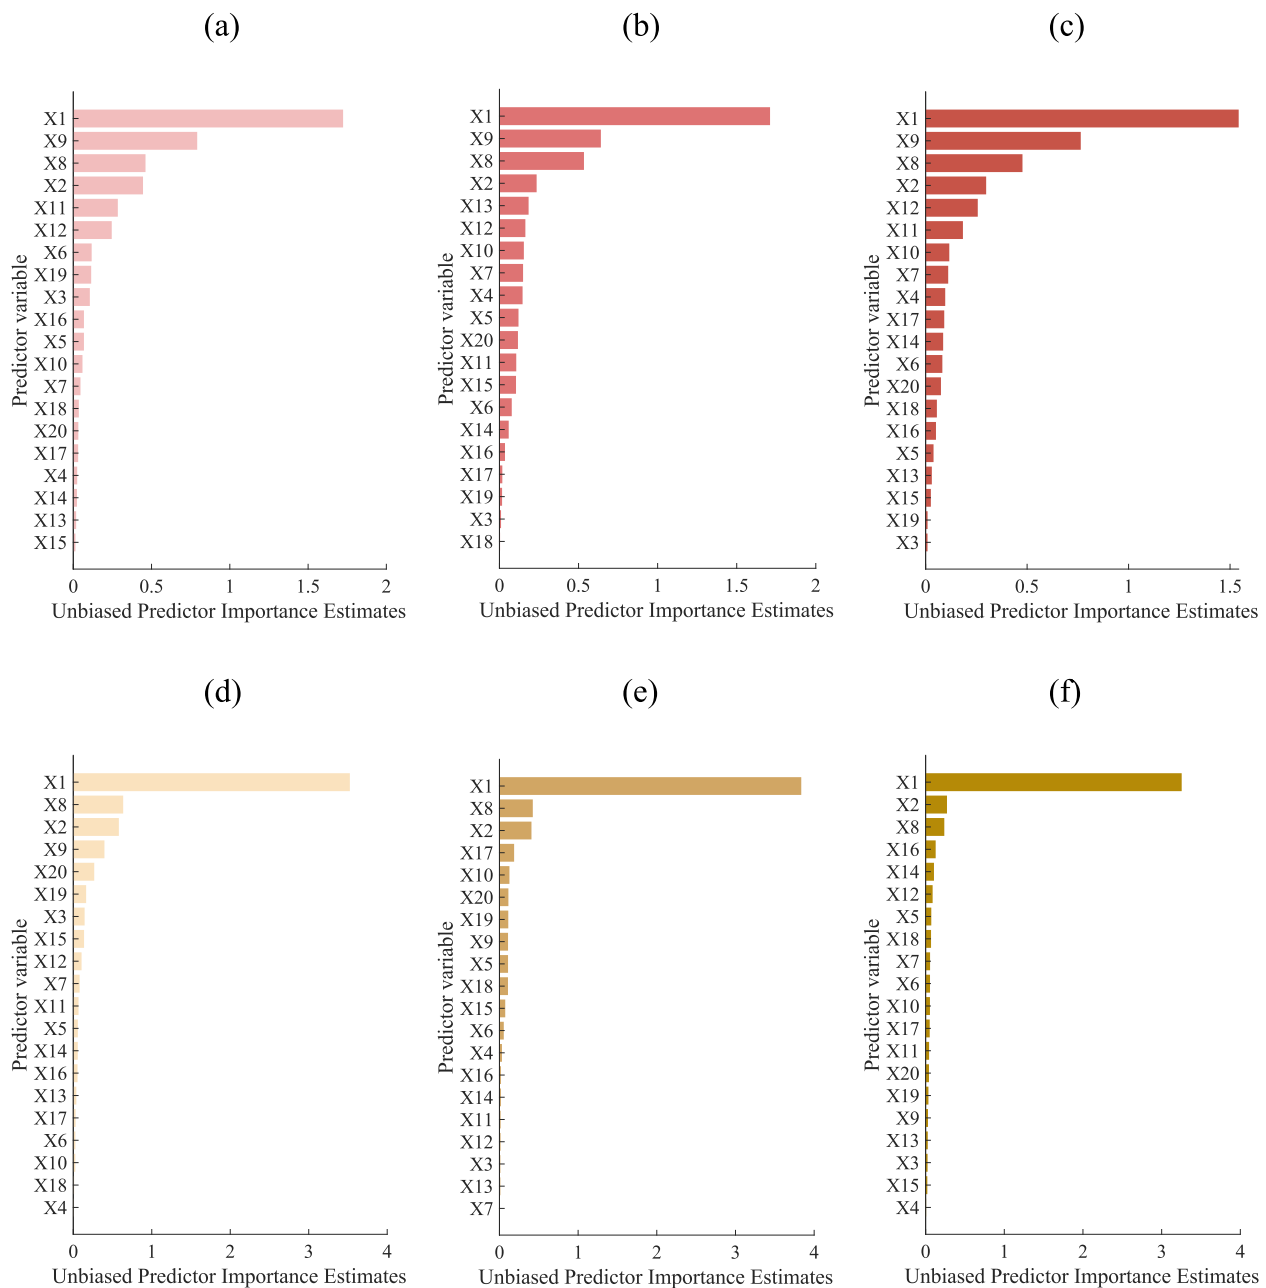 (a)
X1
X9
X8
X2
X11
X12
X6
X19
X3
X16
X5
X10
X7
X18
X20
X17
X4
X14
X13
X15
Predictor variable
0 0.5 1 1.5 2
Unbiased Predictor Importance Estimates
(b)
X1
X9
X8
X2
X13
X12
X10
X7
X4
X5
X20
X11
X15
X6
X14
X16
X17
X19
X3
X18
Predictor variable
0 0.5 1 1.5 2
Unbiased Predictor Importance Estimates
(c)
X1
X9
X8
X2
X12
X11
X10
X7
X4
X17
X14
X6
X20
X18
X16
X5
X13
X15
X19
X3
Predictor variable
0 0.5 1 1.5
Unbiased Predictor Importance Estimates
(d)
X1
X8
X2
X9
X20
X19
X3
X15
X12
X7
X11
X5
X14
X16
X13
X17
X6
X10
X18
X4
Predictor variable
0 1 2 3 4
Unbiased Predictor Importance Estimates
(e)
X1
X8
X2
X17
X10
X20
X19
X9
X5
X18
X15
X6
X4
X16
X14
X11
X12
X3
X13
X7
Predictor variable
0 1 2 3 4
Unbiased Predictor Importance Estimates
(f)
X1
X2
X8
X16
X14
X12
X5
X18
X7
X6
X10
X17
X11
X20
X19
X9
X13
X3
X15
X4
Predictor variable
0 1 2 3 4
Unbiased Predictor Importance Estimates